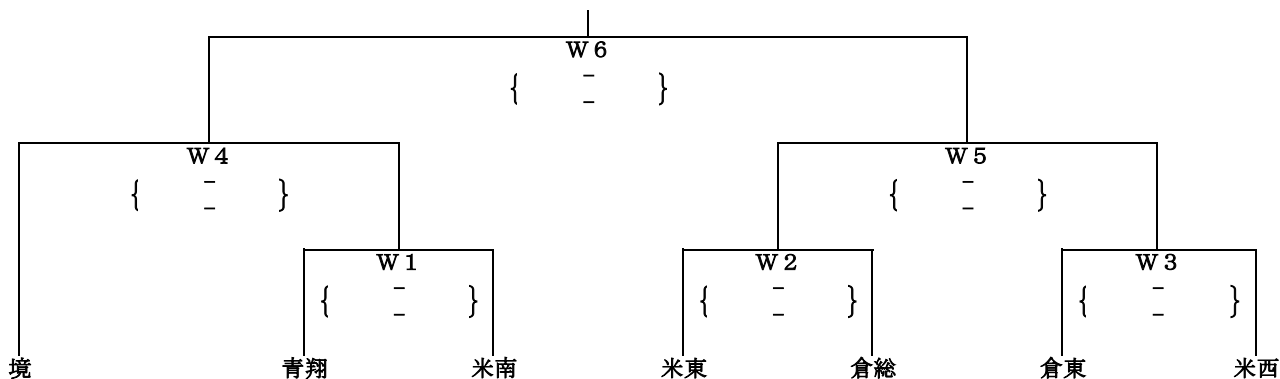 W6
{ - - }
W4 W5
{ - - } { - - }
W1 W2 W3
{ - - } { - - } { - - }
境 青翔 米南 米東 倉総 倉東 米西